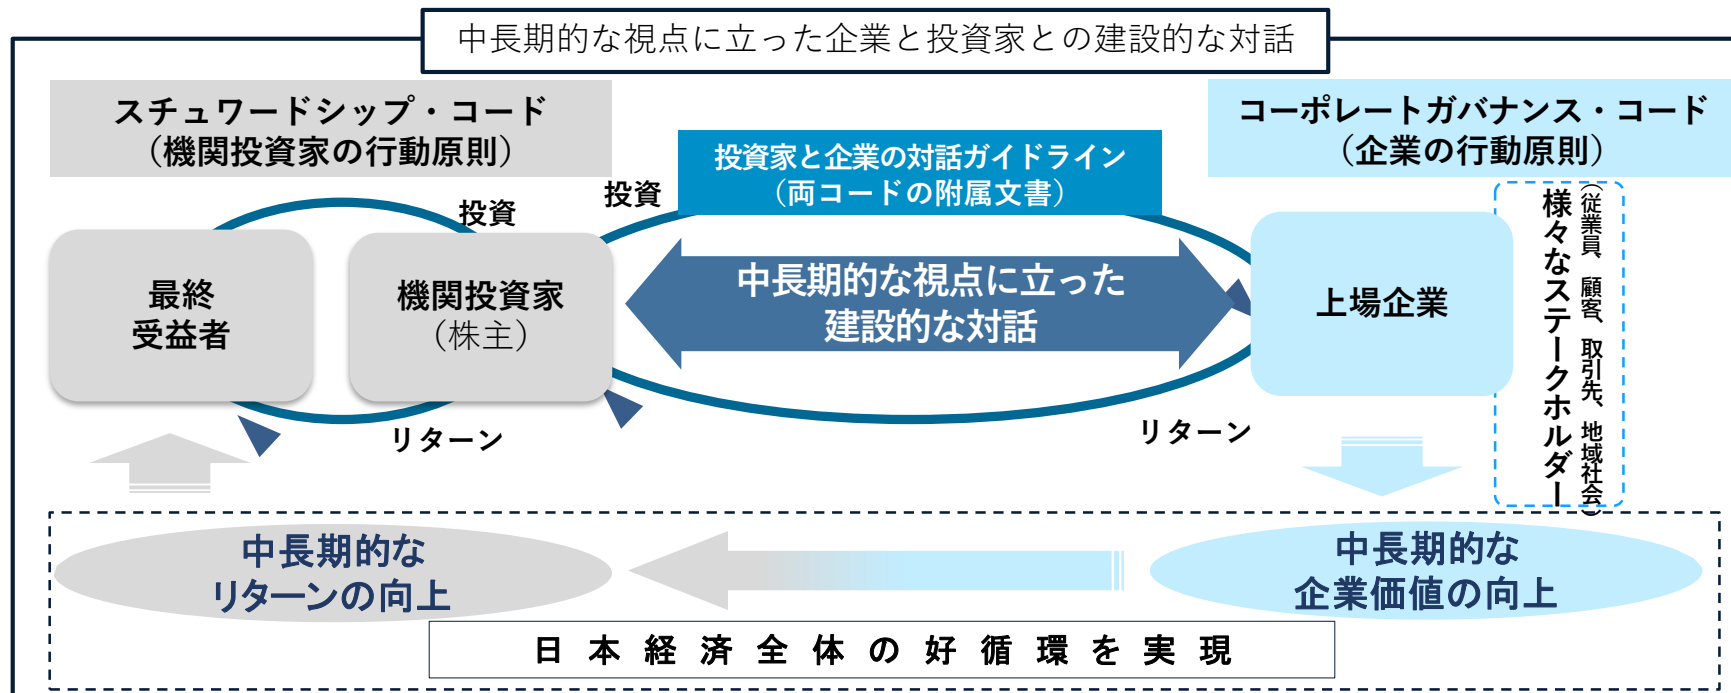 中長期的な視点に立った企業と投資家との建設的な対話
スチュワードシップ・コード
（機関投資家の行動原則）
コーポレートガバナンス・コード
（企業の行動原則）
投資家と企業の対話ガイドライン
（両コードの附属文書）
投資
投資
最終
受益者
機関投資家
（株主）
中長期的な視点に立った
建設的な対話
上場企業
様々なステークホルダー
（従業員、顧客、取引先、地域社会）
リターン
リターン
中長期的な
リターンの向上
中長期的な
企業価値の向上
日本経済全体の好循環を実現